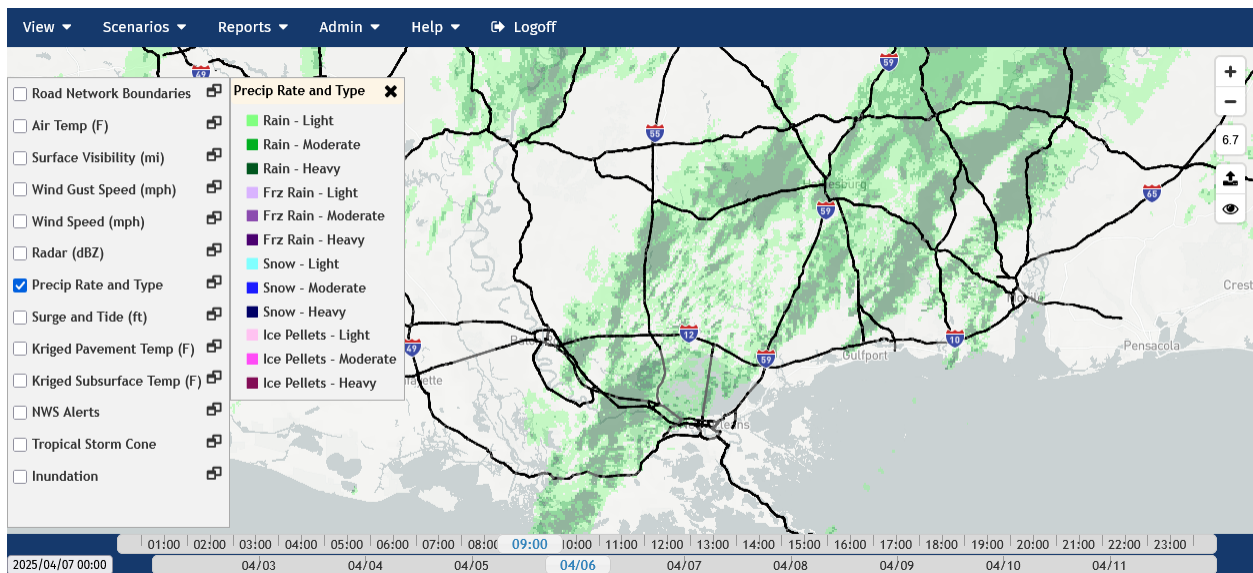 View Scenarios Reports Admin Help Logoff
Road Network Boundaries
Air Temp (F)
Surface Visibility (mi)
Wind Gust Speed (mph)
Wind Speed (mph)
Radar (dBZ)
Precip Rate and Type
Surge and Tide (ft)
Kriged Pavement Temp (F)
Kriged Subsurface Temp (F)
NWS Alerts
Tropical Storm Cone
Inundation
Precip Rate and Type
Rain - Light
Rain - Moderate
Rain - Heavy
Frz Rain - Light
Frz Rain - Moderate
Frz Rain - Heavy
Snow - Light
Snow - Moderate
Snow - Heavy
Ice Pellets - Light
Ice Pellets - Moderate
Ice Pellets - Heavy
49
59
55
65
59
12
59
10
49
Gulfport
Pensacola
Crest
6.7
01:00 02:00 03:00 04:00 05:00 06:00 07:00 08:00 09:00 10:00 11:00 12:00 13:00 14:00 15:00 16:00 17:00 18:00 19:00 20:00 21:00 22:00 23:00
2025/04/07 00:00 04/03 04/04 04/05 04/06 04/07 04/08 04/09 04/10 04/11